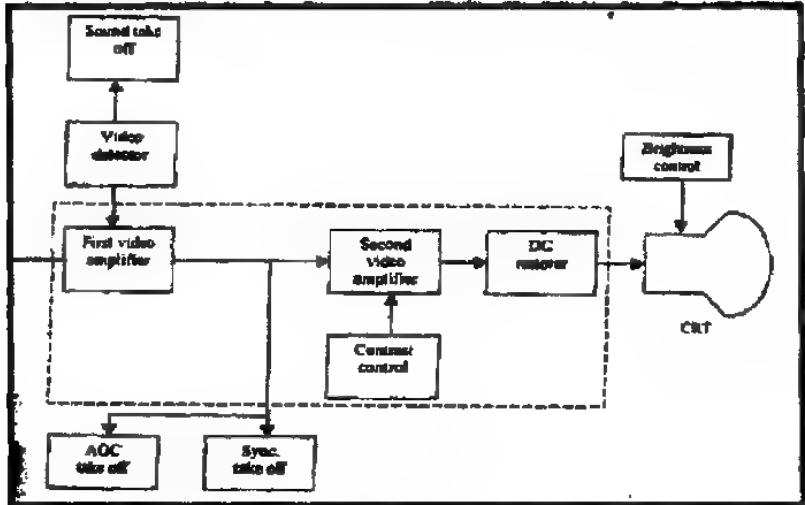 Sound take
off
Video
detector
Brightness
control
First video
amplifier
Second
video
amplifier
DC
restorer
CRT
Contrast
control
AGC
take off
Sync.
take off